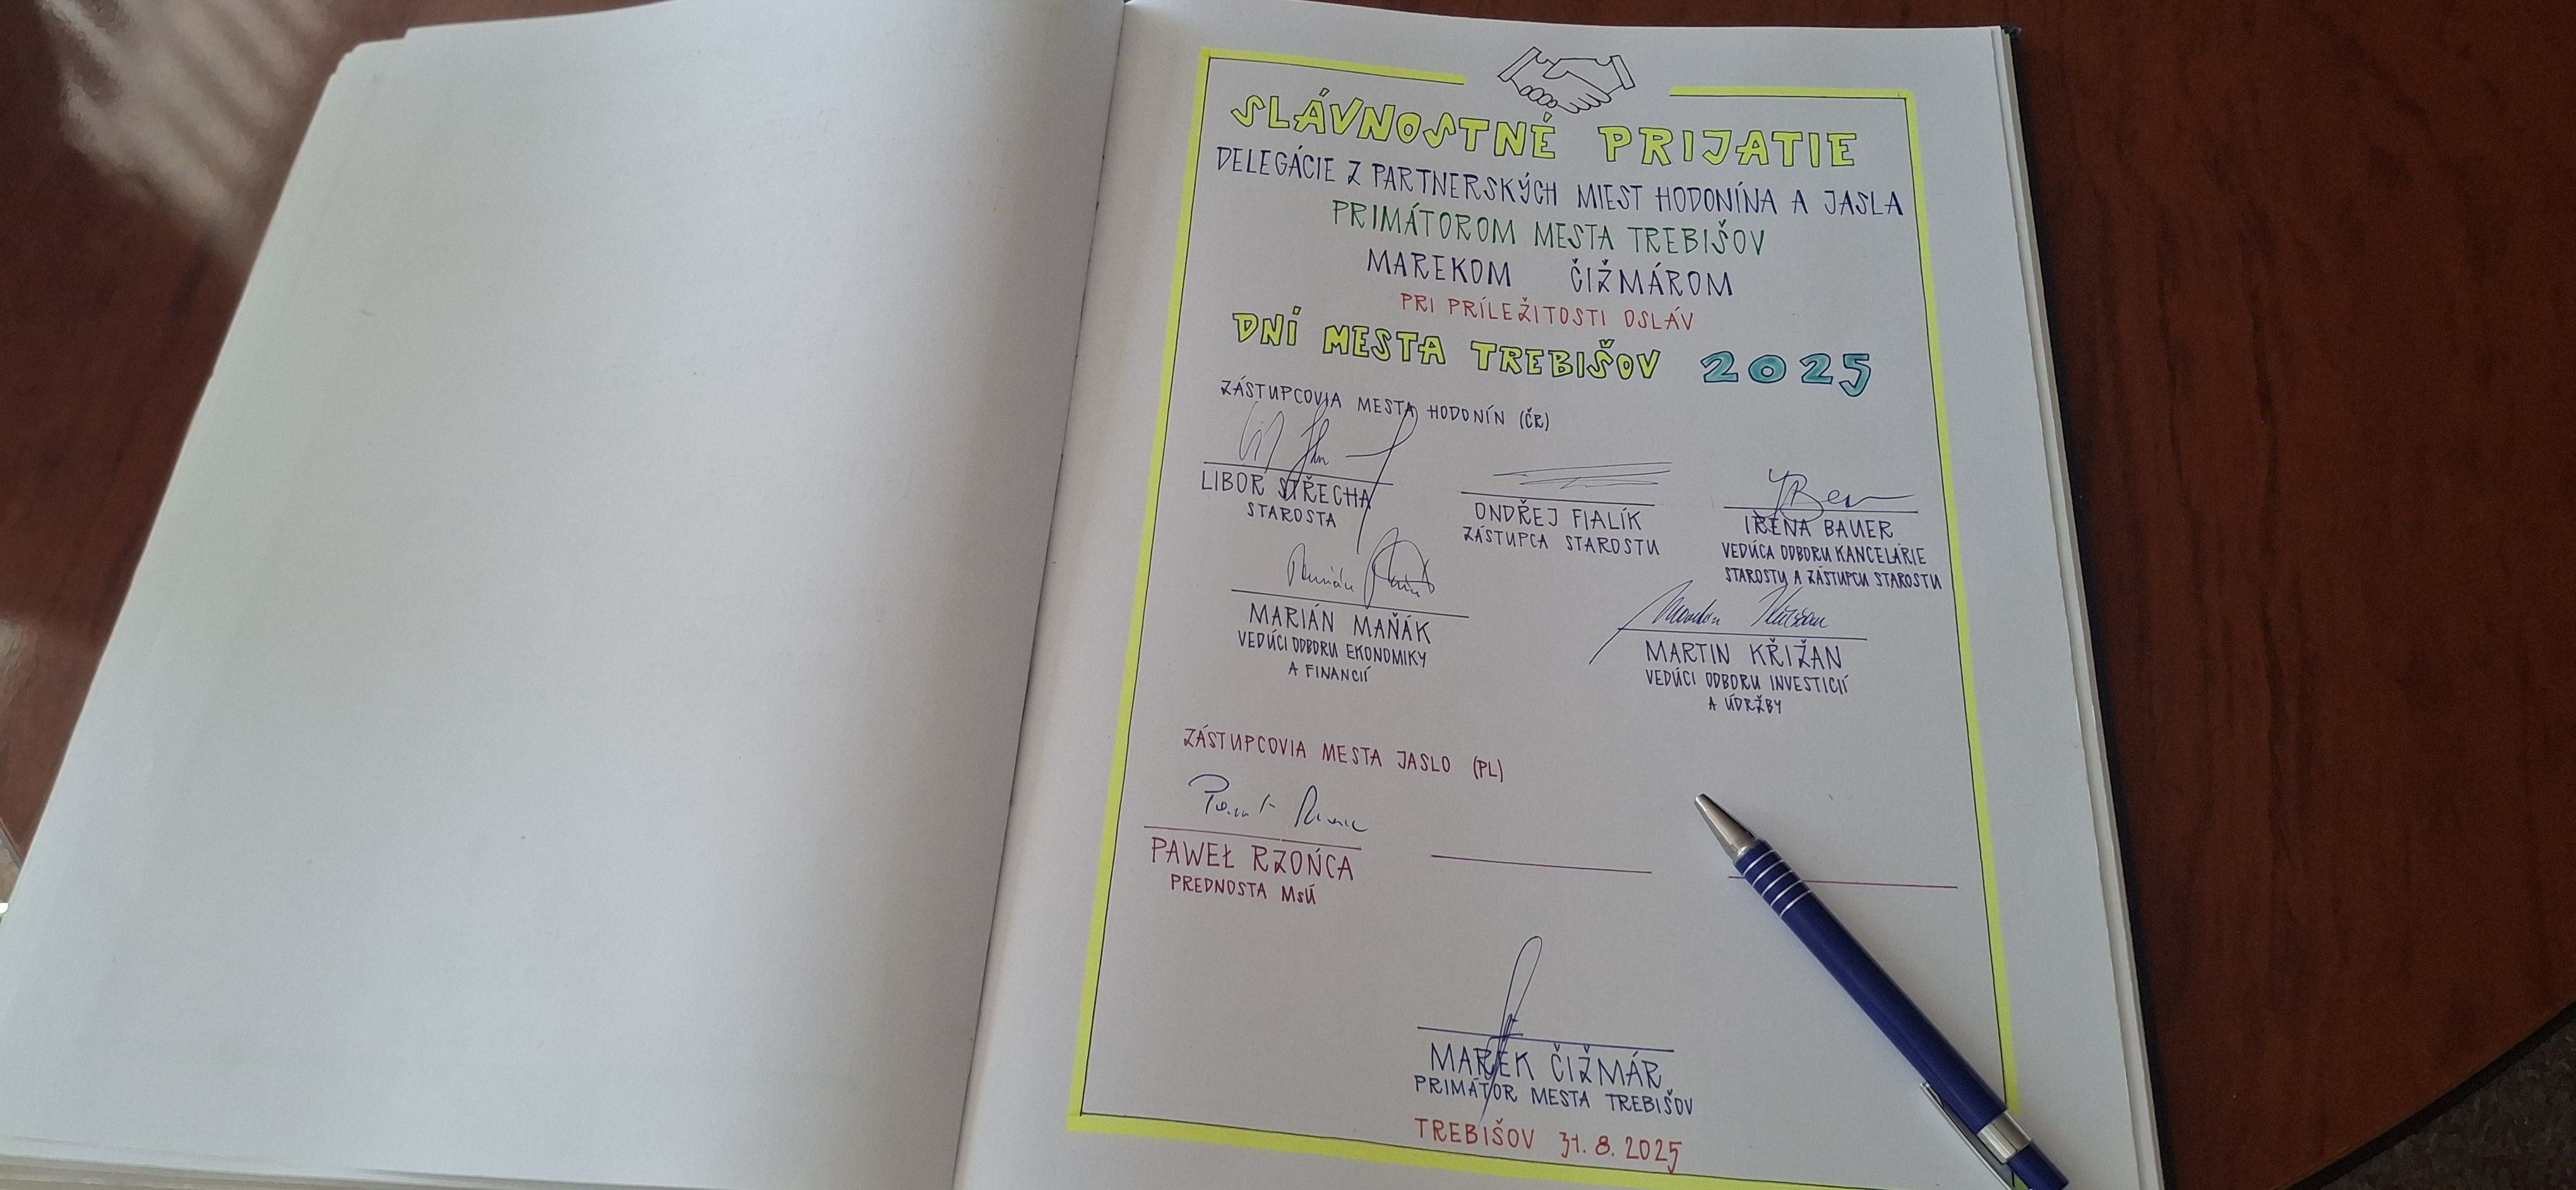 SLÁVNOSTNÉ PRIJATIE
DELEGÁCIE Z PARTNERSKÝCH MIEST HODONÍNA A JASLA
PRIMÁTOROM MESTA TREBIŠOV
MAREKOM ČIŽMÁROM
PRI PRÍLEŽITOSTI OSLÁV
DNÍ MESTA TREBIŠOV 2025
ZÁSTUPCOVIA MESTA HODONÍN (ČR)
LIBOR STŘECHA
STAROSTA
ONDŘEJ FIALÍK
ZÁSTUPCA STAROSTU
IRENA BAUER
VEDÚCA ODBORU KANCELÁRIE
STAROSTU A ZÁSTUPCU STAROSTU
MARIÁN MAŇÁK
VEDÚCI ODBORU EKONOMIKY
A FINANCIÍ
MARTIN KŘIŽAN
VEDÚCI ODBORU INVESTICIÍ
A ÚDRŽBY
ZÁSTUPCOVIA MESTA JASLO (PL)
PAWEŁ RZOŃCA
PREDNOSTA MsÚ
MAREK ČIŽMÁR
PRIMÁTOR MESTA TREBIŠOV
TREBIŠOV 31.8.2025